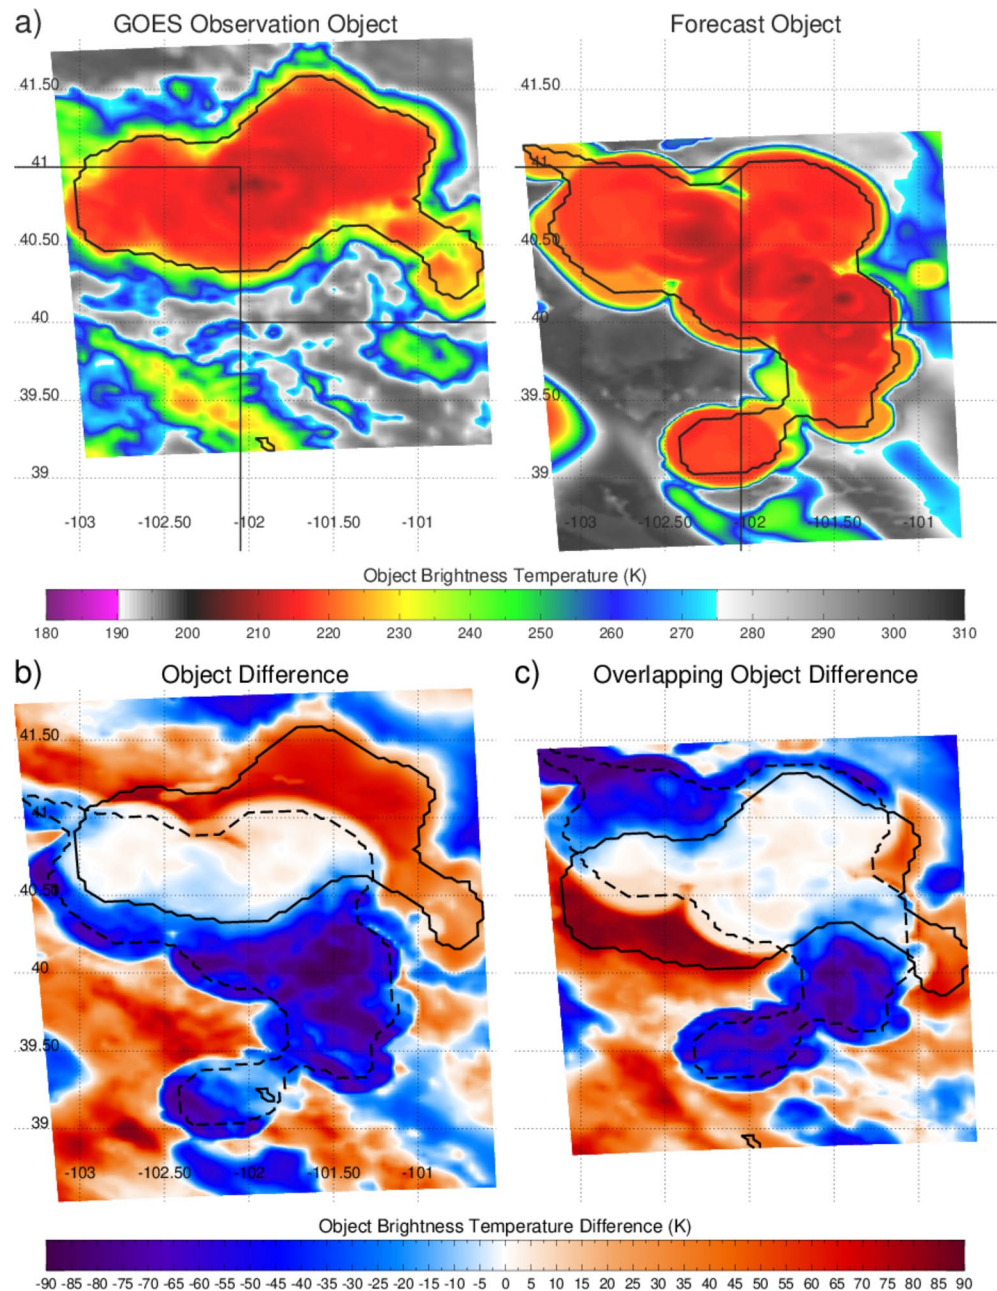 a) GOES Observation Object Forecast Object
41.50 41.50
41 41
40.50 40.50
40 40
39.50 39.50
39 39
-103 -102.50 -102 -101.50 -101 -103 -102.50 -102 -101.50 -101
Object Brightness Temperature (K)
180 190 200 210 220 230 240 250 260 270 280 290 300 310
b) Object Difference c) Overlapping Object Difference
41.50
41
40.50
40
39.50
39
-103 -102.50 -102 -101.50 -101
Object Brightness Temperature Difference (K)
-90 -85 -80 -75 -70 -65 -60 -55 -50 -45 -40 -35 -30 -25 -20 -15 -10 -5 0 5 10 15 20 25 30 35 40 45 50 55 60 65 70 75 80 85 90